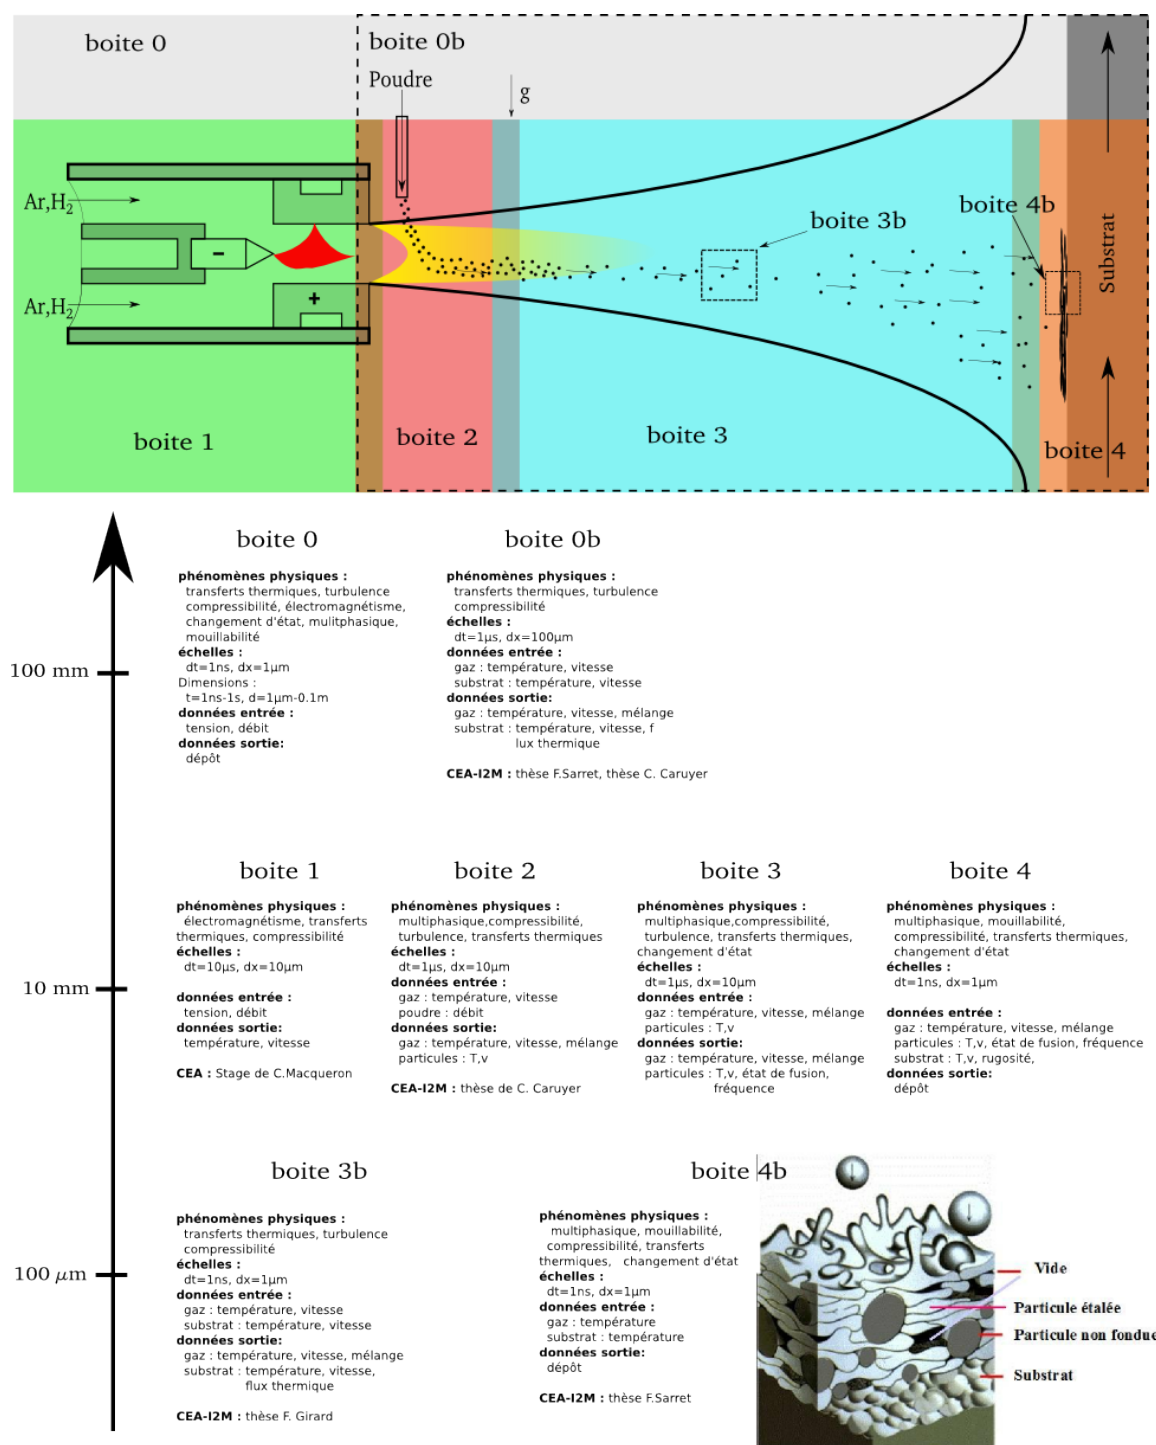 boite 0
boite 0b
Poudre
g
Ar,H2
-
+
Ar,H2
boite 3b
boite 4b
Substrat
boite 1
boite 2
boite 3
boite 4
100 mm
10 mm
100 μm
boite 0
phénomènes physiques :
transferts thermiques, turbulence
compressibilité, électromagnétisme,
changement d'état, mulitphasique,
mouillabilité
échelles :
dt=1ns, dx=1μm
Dimensions :
t=1ns-1s, d=1μm-0.1m
données entrée :
tension, débit
données sortie:
dépôt
boite 0b
phénomènes physiques :
transferts thermiques, turbulence
compressibilité
échelles :
dt=1μs, dx=100μm
données entrée :
gaz : température, vitesse
substrat : température, vitesse
données sortie:
gaz : température, vitesse, mélange
substrat : température, vitesse, f
lux thermique
CEA-I2M : thèse F.Sarret, thèse C. Caruyer
boite 1
phénomènes physiques :
électromagnétisme, transferts
thermiques, compressibilité
échelles :
dt=10μs, dx=10μm
données entrée :
tension, débit
données sortie:
température, vitesse
CEA : Stage de C.Macqueron
boite 2
phénomènes physiques :
multiphasique,compressibilité,
turbulence, transferts thermiques
échelles :
dt=1μs, dx=10μm
données entrée :
gaz : température, vitesse
poudre : débit
données sortie:
gaz : température, vitesse, mélange
particules : T,v
CEA-I2M : thèse de C. Caruyer
boite 3
phénomènes physiques :
multiphasique,compressibilité,
turbulence, transferts thermiques,
changement d'état
échelles :
dt=1μs, dx=10μm
données entrée :
gaz : température, vitesse, mélange
particules : T,v
données sortie:
gaz : température, vitesse, mélange
particules : T,v, état de fusion,
fréquence
boite 4
phénomènes physiques :
multiphasique, mouillabilité,
compressibilité, transferts thermiques,
changement d'état
échelles :
dt=1ns, dx=1μm
données entrée :
gaz : température, vitesse, mélange
particules : T,v, état de fusion, fréquence
substrat : T,v, rugosité,
données sortie:
dépôt
boite 3b
phénomènes physiques :
transferts thermiques, turbulence
compressibilité
échelles :
dt=1ns, dx=1μm
données entrée :
gaz : température, vitesse
substrat : température, vitesse
données sortie:
gaz : température, vitesse, mélange
substrat : température, vitesse,
flux thermique
CEA-I2M : thèse F. Girard
boite 4b
phénomènes physiques :
multiphasique, mouillabilité,
compressibilité, transferts
thermiques, changement d'état
échelles :
dt=1ns, dx=1μm
données entrée :
gaz : température
substrat : température
données sortie:
dépôt
CEA-I2M : thèse F.Sarret
Vide
Particule étalée
Particule non fondue
Substrat